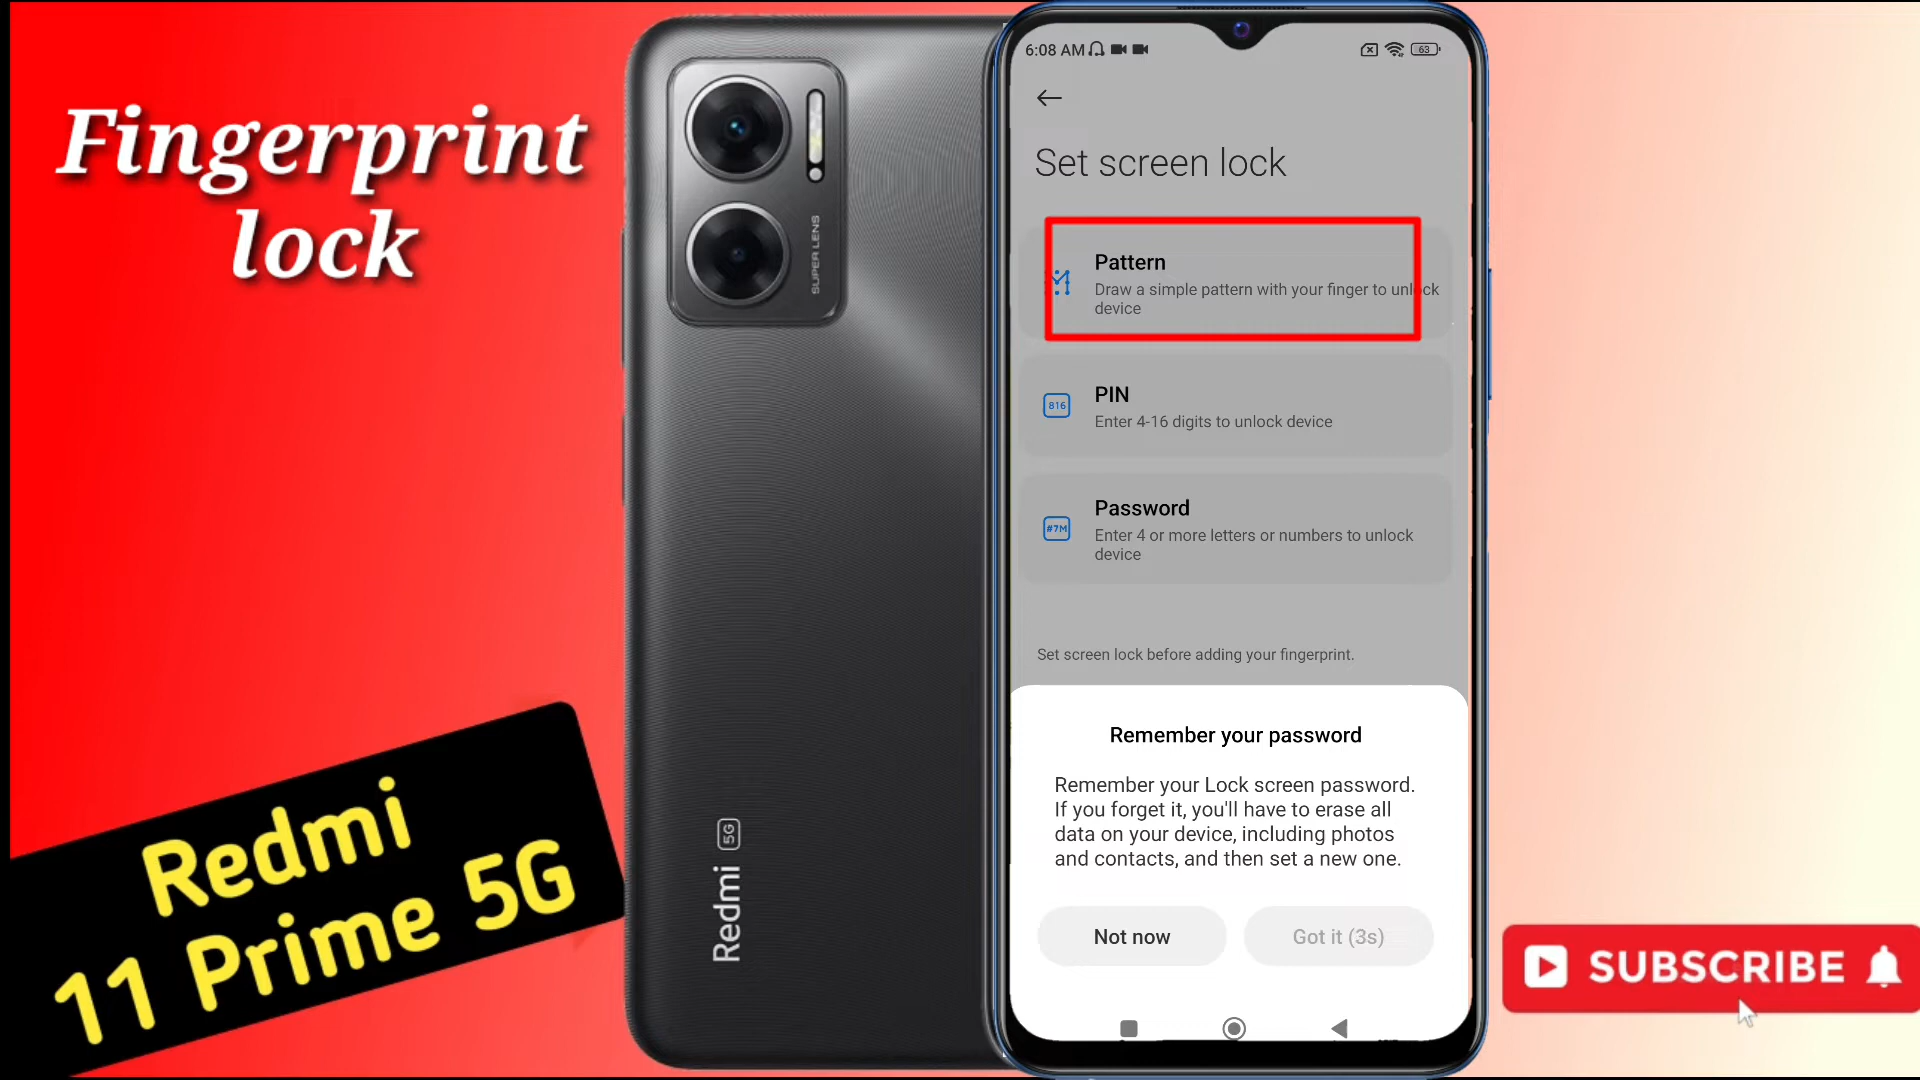 Fingerprint
lock
Redmi
11 Prime 5G
SUPER LENS
Redmi 5G
6:08 AM
63
Set screen lock
Pattern
Draw a simple pattern with your finger to unlock
device
816
PIN
Enter 4-16 digits to unlock device
#7M
Password
Enter 4 or more letters or numbers to unlock
device
Set screen lock before adding your fingerprint.
Remember your password
Remember your Lock screen password.
If you forget it, you'll have to erase all
data on your device, including photos
and contacts, and then set a new one.
Not now
Got it (3s)
SUBSCRIBE